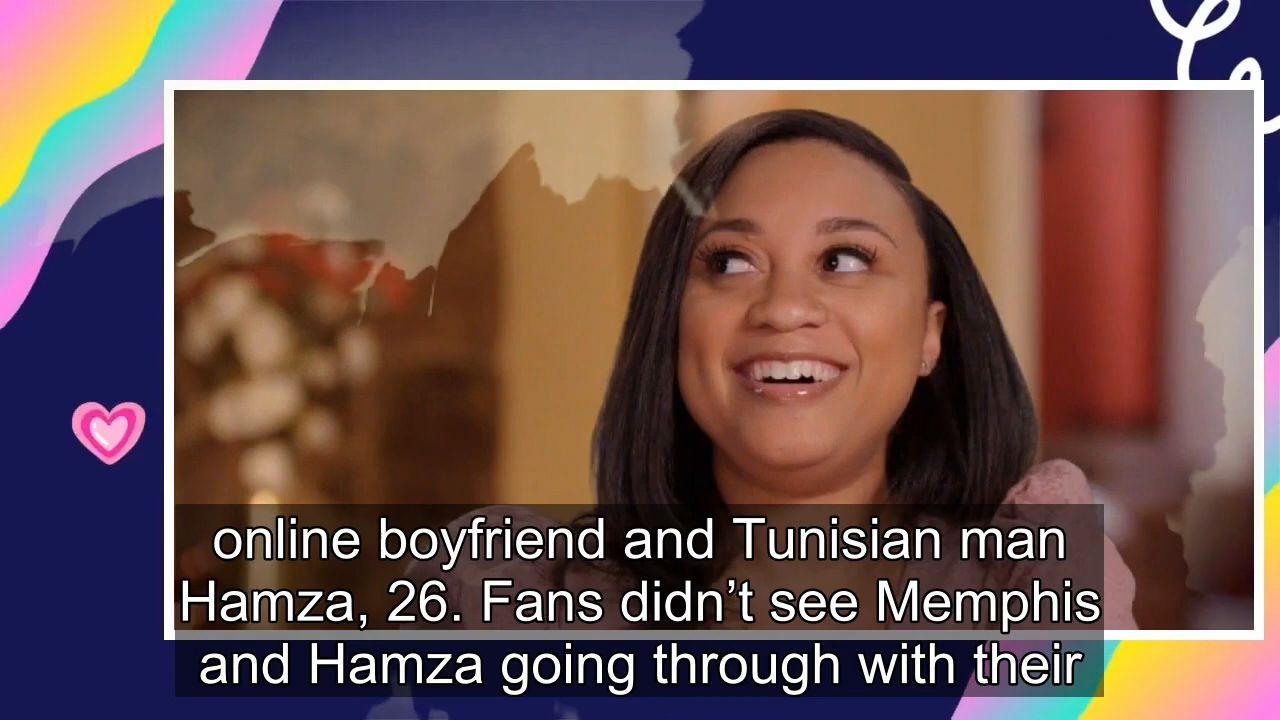 online boyfriend and Tunisian man
Hamza, 26. Fans didn’t see Memphis
and Hamza going through with their